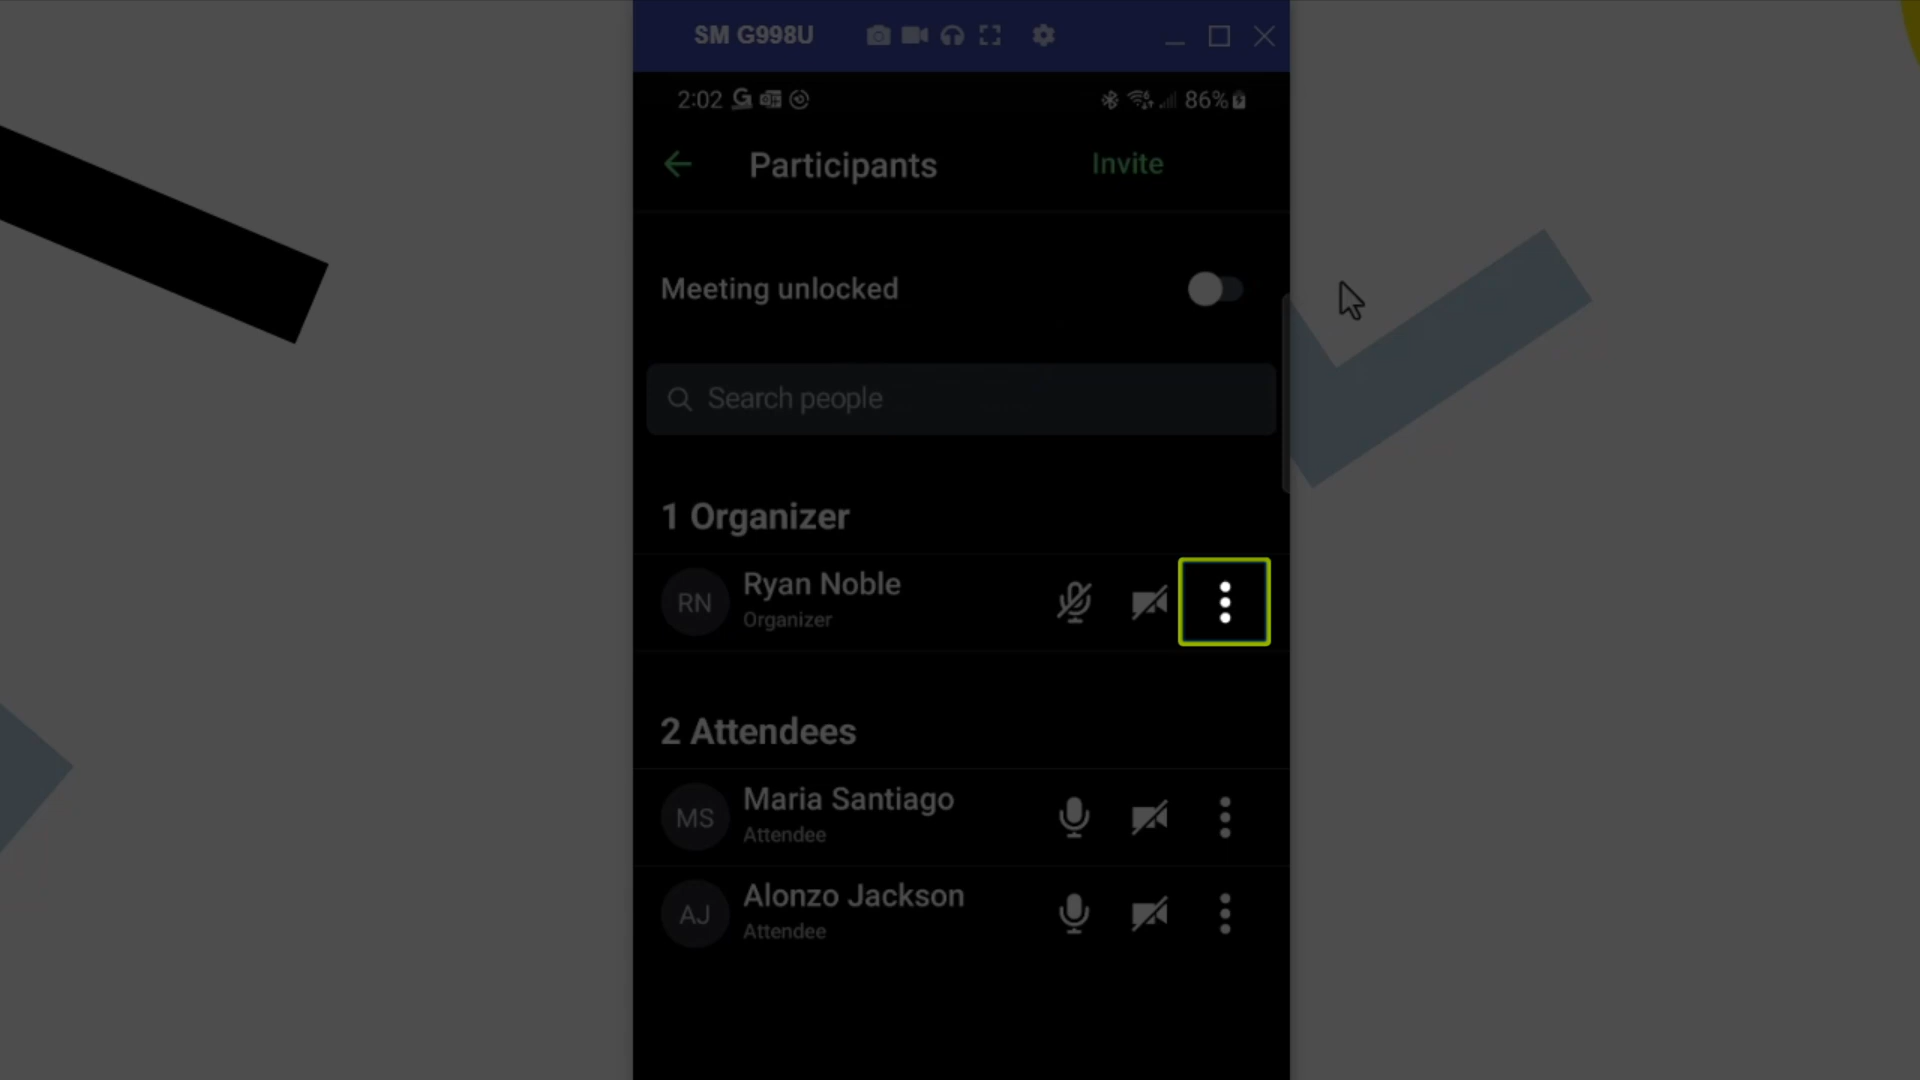 SM G998U
2:02
86%
Participants
Invite
Meeting unlocked
Search people
1 Organizer
RN
Ryan Noble
Organizer
2 Attendees
MS
Maria Santiago
Attendee
AJ
Alonzo Jackson
Attendee